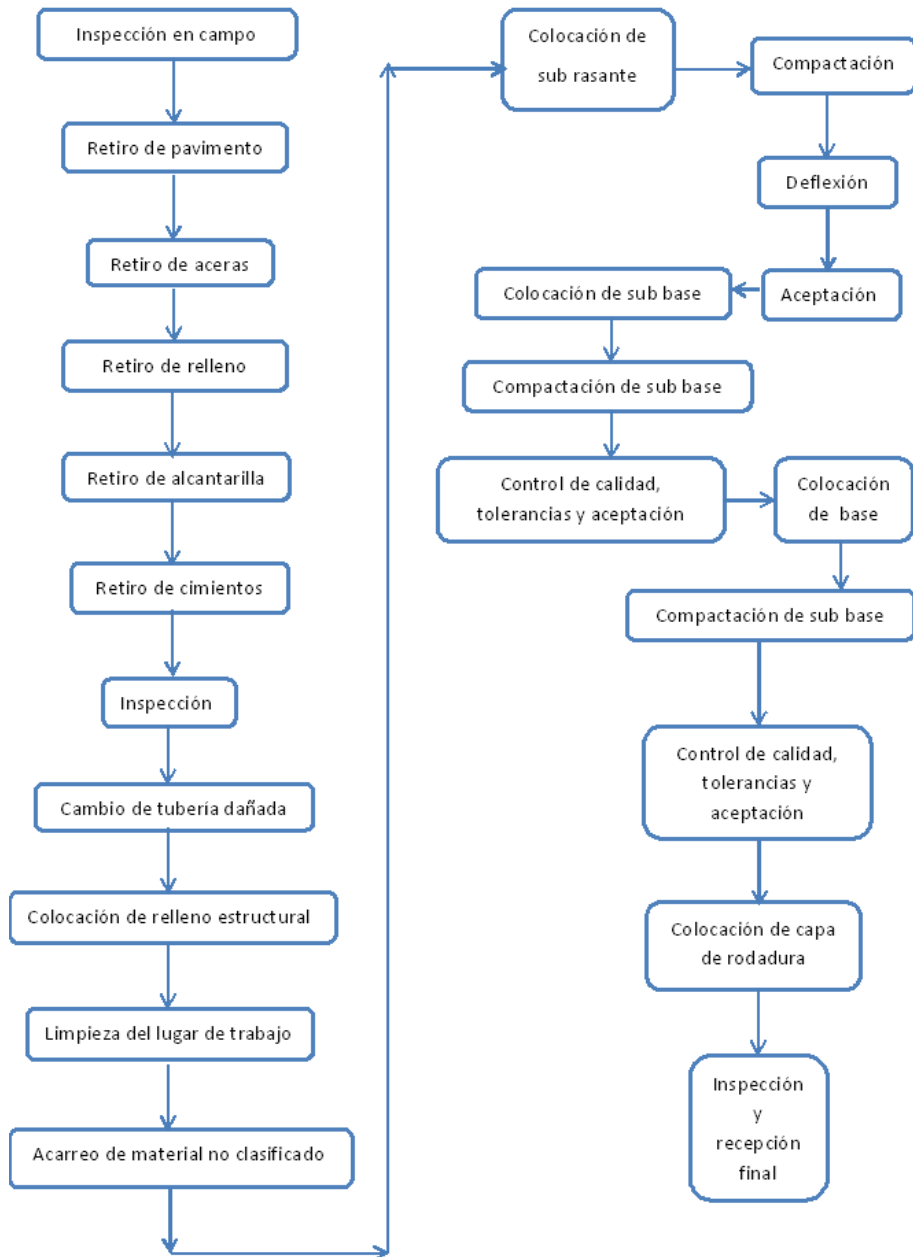 Inspección en campo
Retiro de pavimento
Retiro de aceras
Retiro de relleno
Retiro de alcantarilla
Retiro de cimientos
Inspección
Cambio de tubería dañada
Colocación de relleno estructural
Limpieza del lugar de trabajo
Acarreo de material no clasificado
Colocación de
sub rasante
Compactación
Deflexión
Aceptación
Colocación de sub base
Compactación de sub base
Control de calidad,
tolerancias y aceptación
Colocación
de base
Compactación de sub base
Control de calidad,
tolerancias y
aceptación
Colocación de capa
de rodadura
Inspección
y
recepción
final